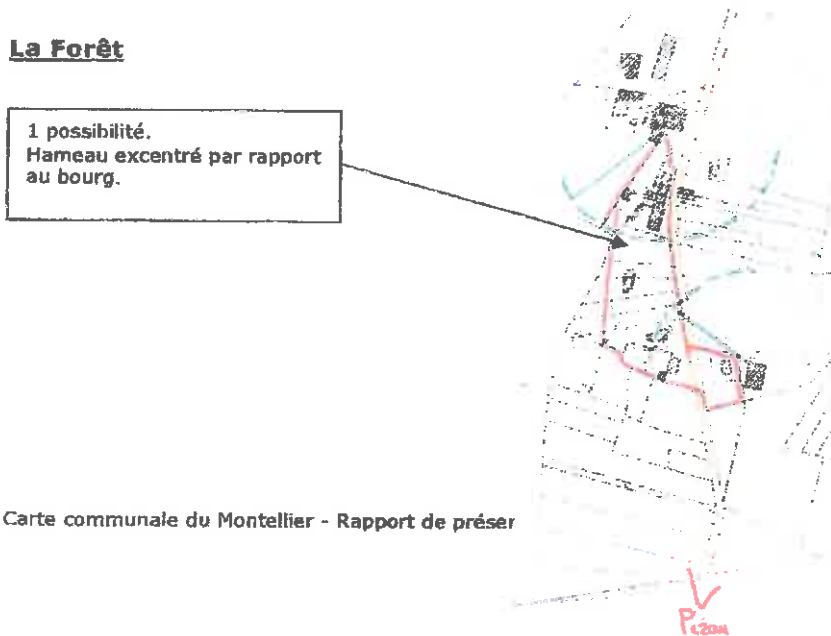 La Forêt
1 possibilité.
Hameau excentré par rapport
au bourg.
Carte communale du Montellier - Rapport de préser